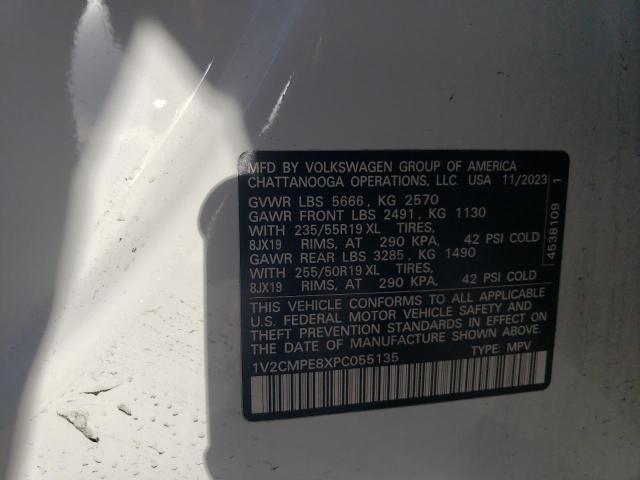 MFD BY VOLKSWAGEN GROUP OF AMERICA
CHATTANOOGA OPERATIONS, LLC. USA 11/2023
GVWR LBS 5666, KG 2570
GAWR FRONT LBS 2491, KG 1130
WITH 235/55R19 XL TIRES,
8JX19 RIMS, AT 290 KPA, 42 PSI COLD
GAWR REAR LBS 3285, KG 1490
WITH 255/50R19 XL TIRES,
8JX19 RIMS, AT 290 KPA, 42 PSI COLD
THIS VEHICLE CONFORMS TO ALL APPLICABLE
U.S. FEDERAL MOTOR VEHICLE SAFETY AND
THEFT PREVENTION STANDARDS IN EFFECT ON
THE DATE OF MANUFACTURE SHOWN ABOVE.
1V2CMPE8XPC055135 TYPE: MPV
4538109 1